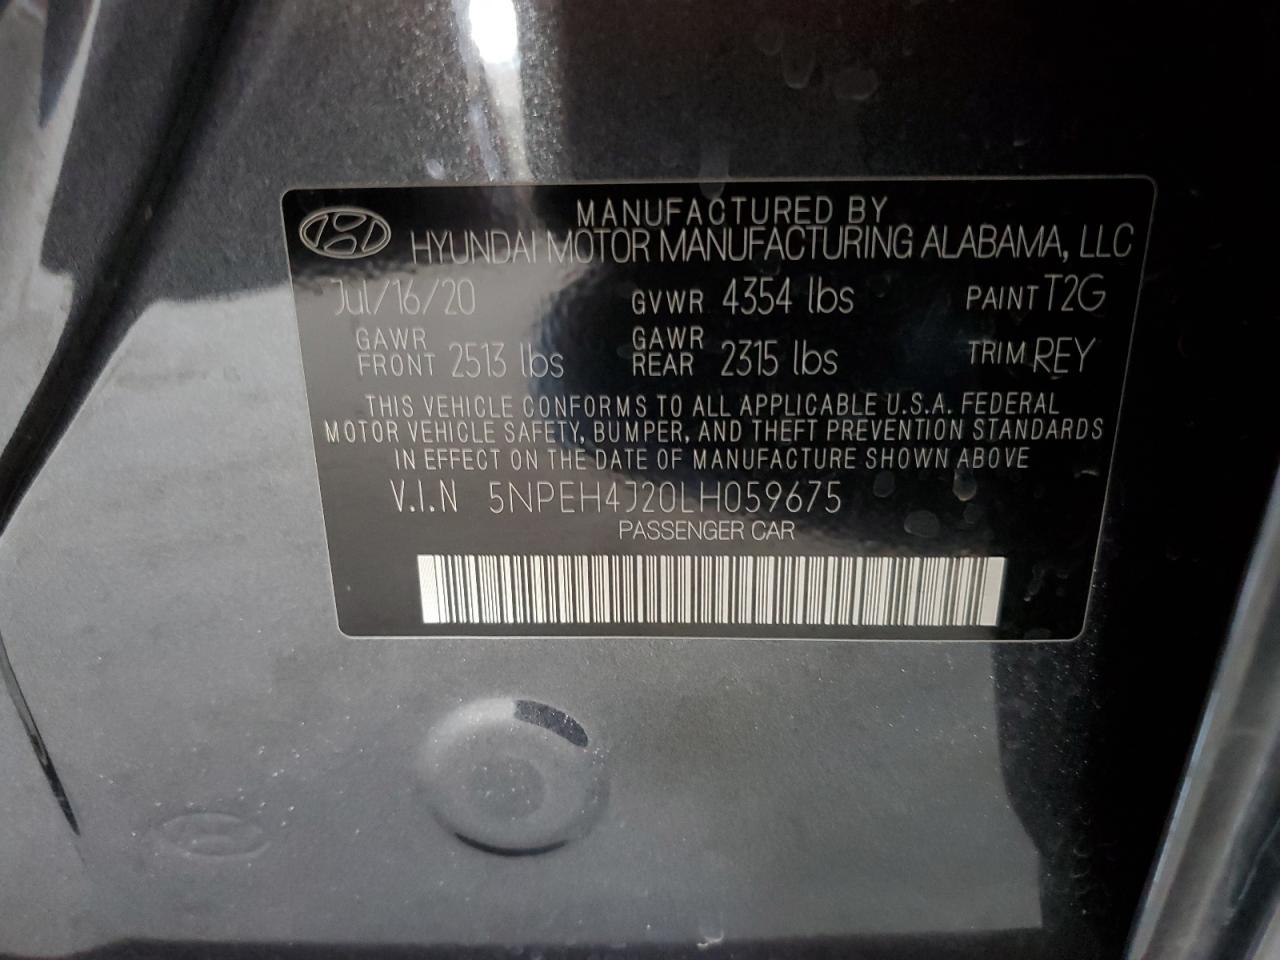 MANUFACTURED BY
HYUNDAI MOTOR MANUFACTURING ALABAMA, LLC
Jul/16/20 GVWR 4354 lbs PAINT T2G
GAWR FRONT 2513 lbs GAWR REAR 2315 lbs TRIM REY
THIS VEHICLE CONFORMS TO ALL APPLICABLE U.S.A. FEDERAL
MOTOR VEHICLE SAFETY, BUMPER, AND THEFT PREVENTION STANDARDS
IN EFFECT ON THE DATE OF MANUFACTURE SHOWN ABOVE
V.I.N 5NPEH4J20LH059675
PASSENGER CAR